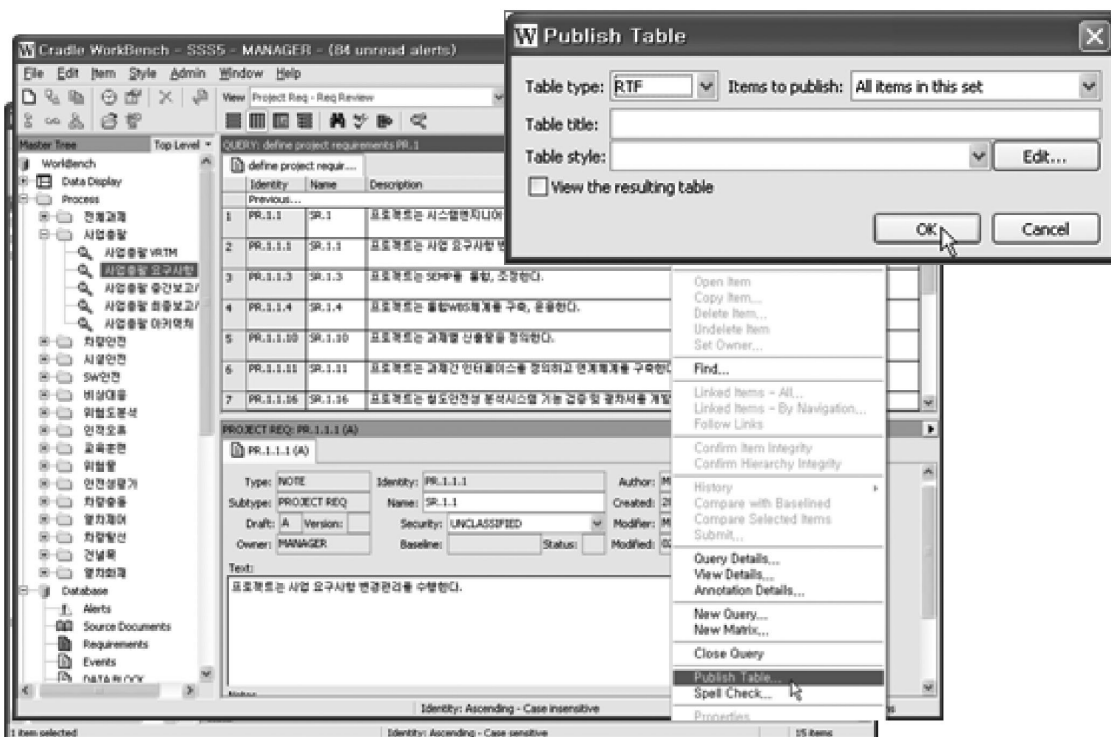 Cradle WorkBench - SSS5 - MANAGER - (84 unread alerts)
File Edit Item Style Admin Window Help
View Project Req - Req Review
Master Tree Top Level
WorkBench
Data Display
Process
전체과제
사업총괄
사업총괄 VRTM
사업총괄 요구사항
사업총괄 중간보고/
사업총괄 최종보고/
사업총괄 아키텍처
차량안전
시설안전
SW안전
비상대응
위험도분석
인적오류
교육훈련
위험물
안전성평가
차량충돌
열차제어
차량탈선
건널목
열차화재
Database
Alerts
Source Documents
Requirements
Events
DATA BLOCK
QUERY: define project requirements PR.1
define project requir....
Identity Name Description
Previous...
1 PR.1.1 SR.1 프로젝트는 시스템엔지니어
2 PR.1.1.1 SR.1.1 프로젝트는 사업 요구사항 변
3 PR.1.1.3 SR.1.3 프로젝트는 SEMP를 통합, 조정한다.
4 PR.1.1.4 SR.1.4 프로젝트는 통합WBS체계를 구축, 운용한다.
5 PR.1.1.10 SR.1.10 프로젝트는 과제별 산출물을 정의한다.
6 PR.1.1.11 SR.1.11 프로젝트는 과제간 인터페이스를 정의하고 연계체계를 구축한다
7 PR.1.1.16 SR.1.16 프로젝트는 철도안전성 분석시스템 기능 검증 및 절차서를 개발
PROJECT REQ: PR.1.1.1 (A)
PR.1.1.1 (A)
Type: NOTE Identity: PR.1.1.1 Author: M
Subtype: PROJECT REQ Name: SR.1.1 Created: 2
Draft: A Version: Security: UNCLASSIFIED Modifier: M
Owner: MANAGER Baseline: Status: Modified: 02
Text:
프로젝트는 사업 요구사항 변경관리를 수행한다.
Notes
Identity: Ascending - Case insensitive
1 item selected Identity: Ascending - Case sensitive 15 items
Publish Table
Table type: RTF Items to publish: All items in this set
Table title:
Table style: Edit...
View the resulting table
OK Cancel
Open Item
Copy Item...
Delete Item...
Undelete Item
Set Owner...
Find...
Linked Items - All...
Linked Items - By Navigation...
Follow Links
Confirm Item Integrity
Confirm Hierarchy Integrity
History
Compare with Baselined
Compare Selected Items
Submit...
Query Details...
View Details...
Annotation Details...
New Query...
New Matrix...
Close Query
Publish Table...
Spell Check...
Properties